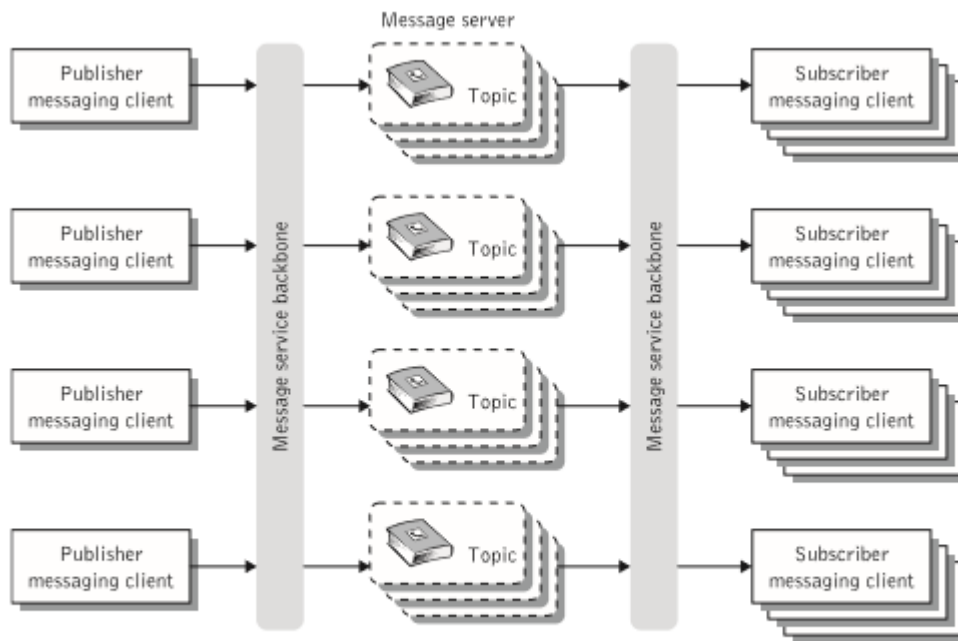 Message server
Publisher
messaging client
Message service backbone
Topic
Message service backbone
Subscriber
messaging client
Publisher
messaging client
Topic
Subscriber
messaging client
Publisher
messaging client
Topic
Subscriber
messaging client
Publisher
messaging client
Topic
Subscriber
messaging client